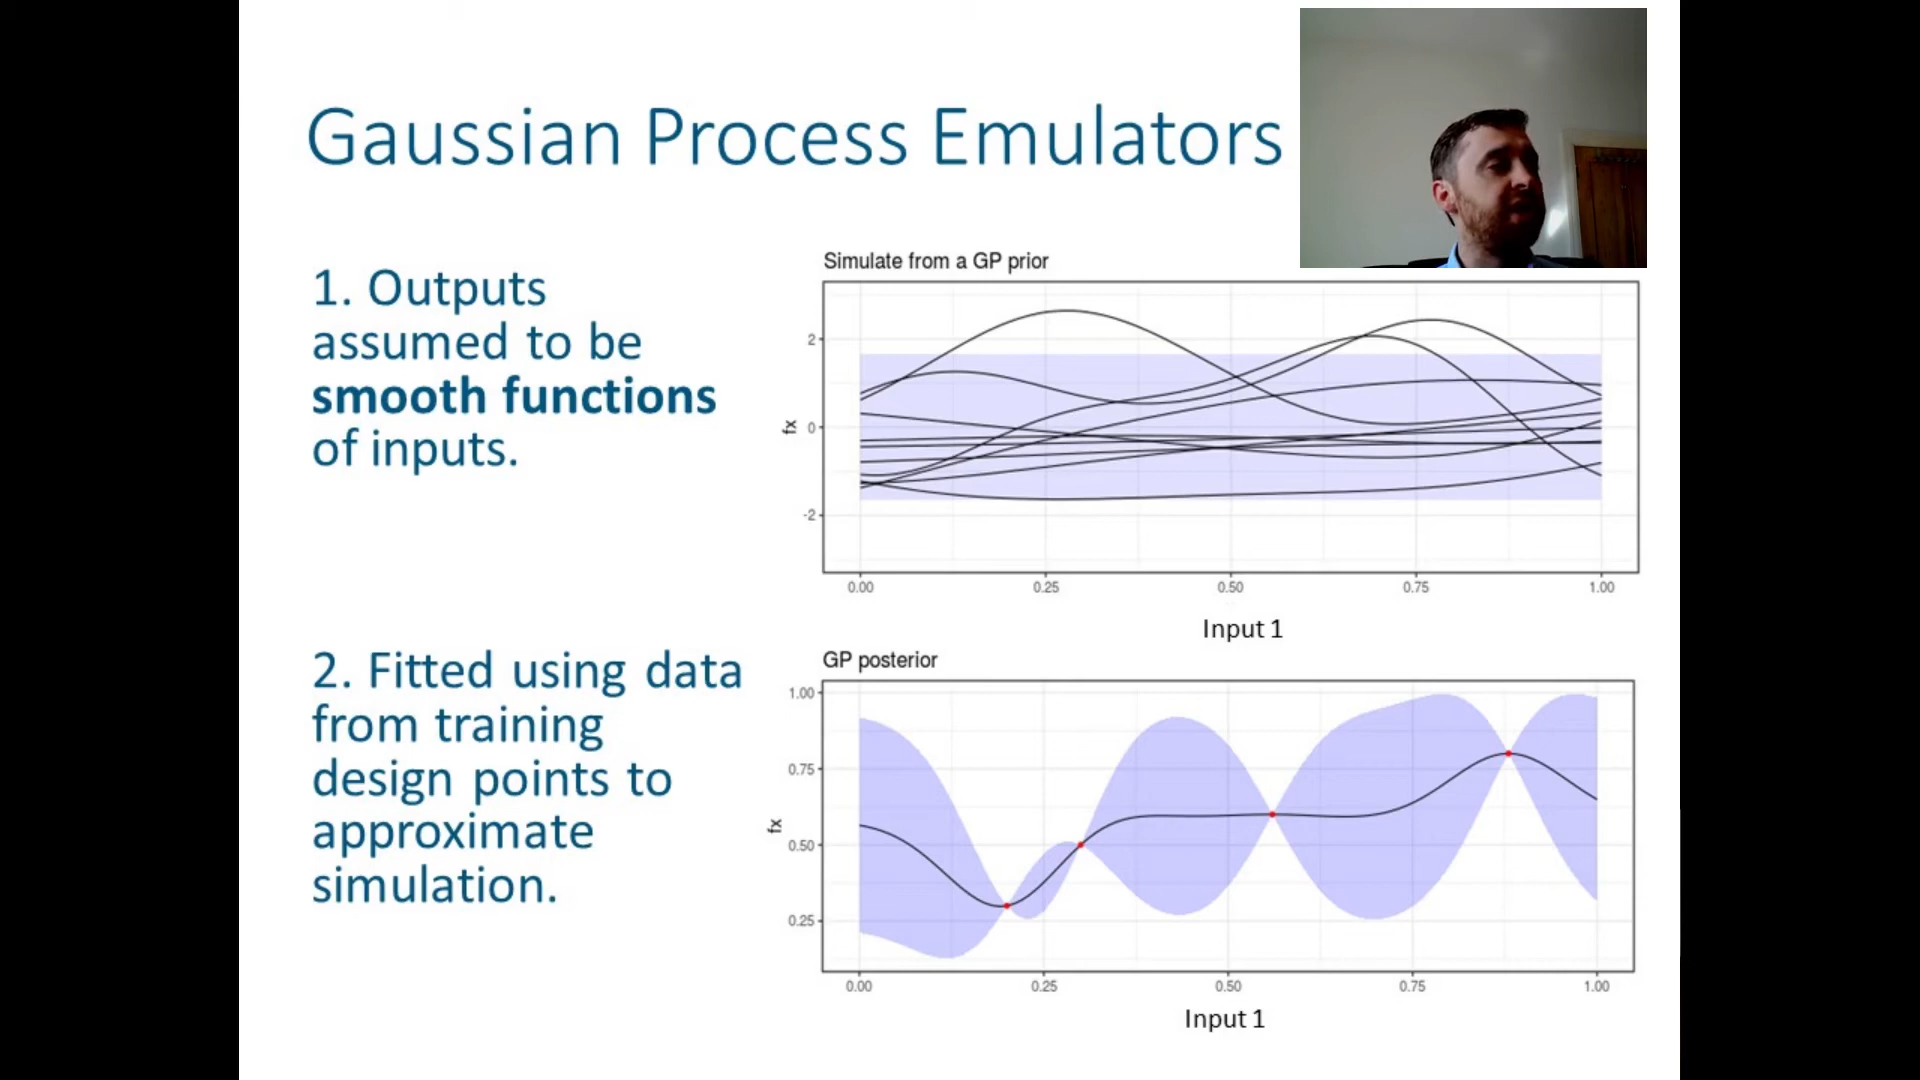 Gaussian Process Emulators
1. Outputs
assumed to be
smooth functions
of inputs.
Simulate from a GP prior
fx
2
0
-2
0.00 0.25 0.50 0.75 1.00
Input 1
2. Fitted using data
from training
design points to
approximate
simulation.
GP posterior
fx
1.00
0.75
0.50
0.25
0.00 0.25 0.50 0.75 1.00
Input 1